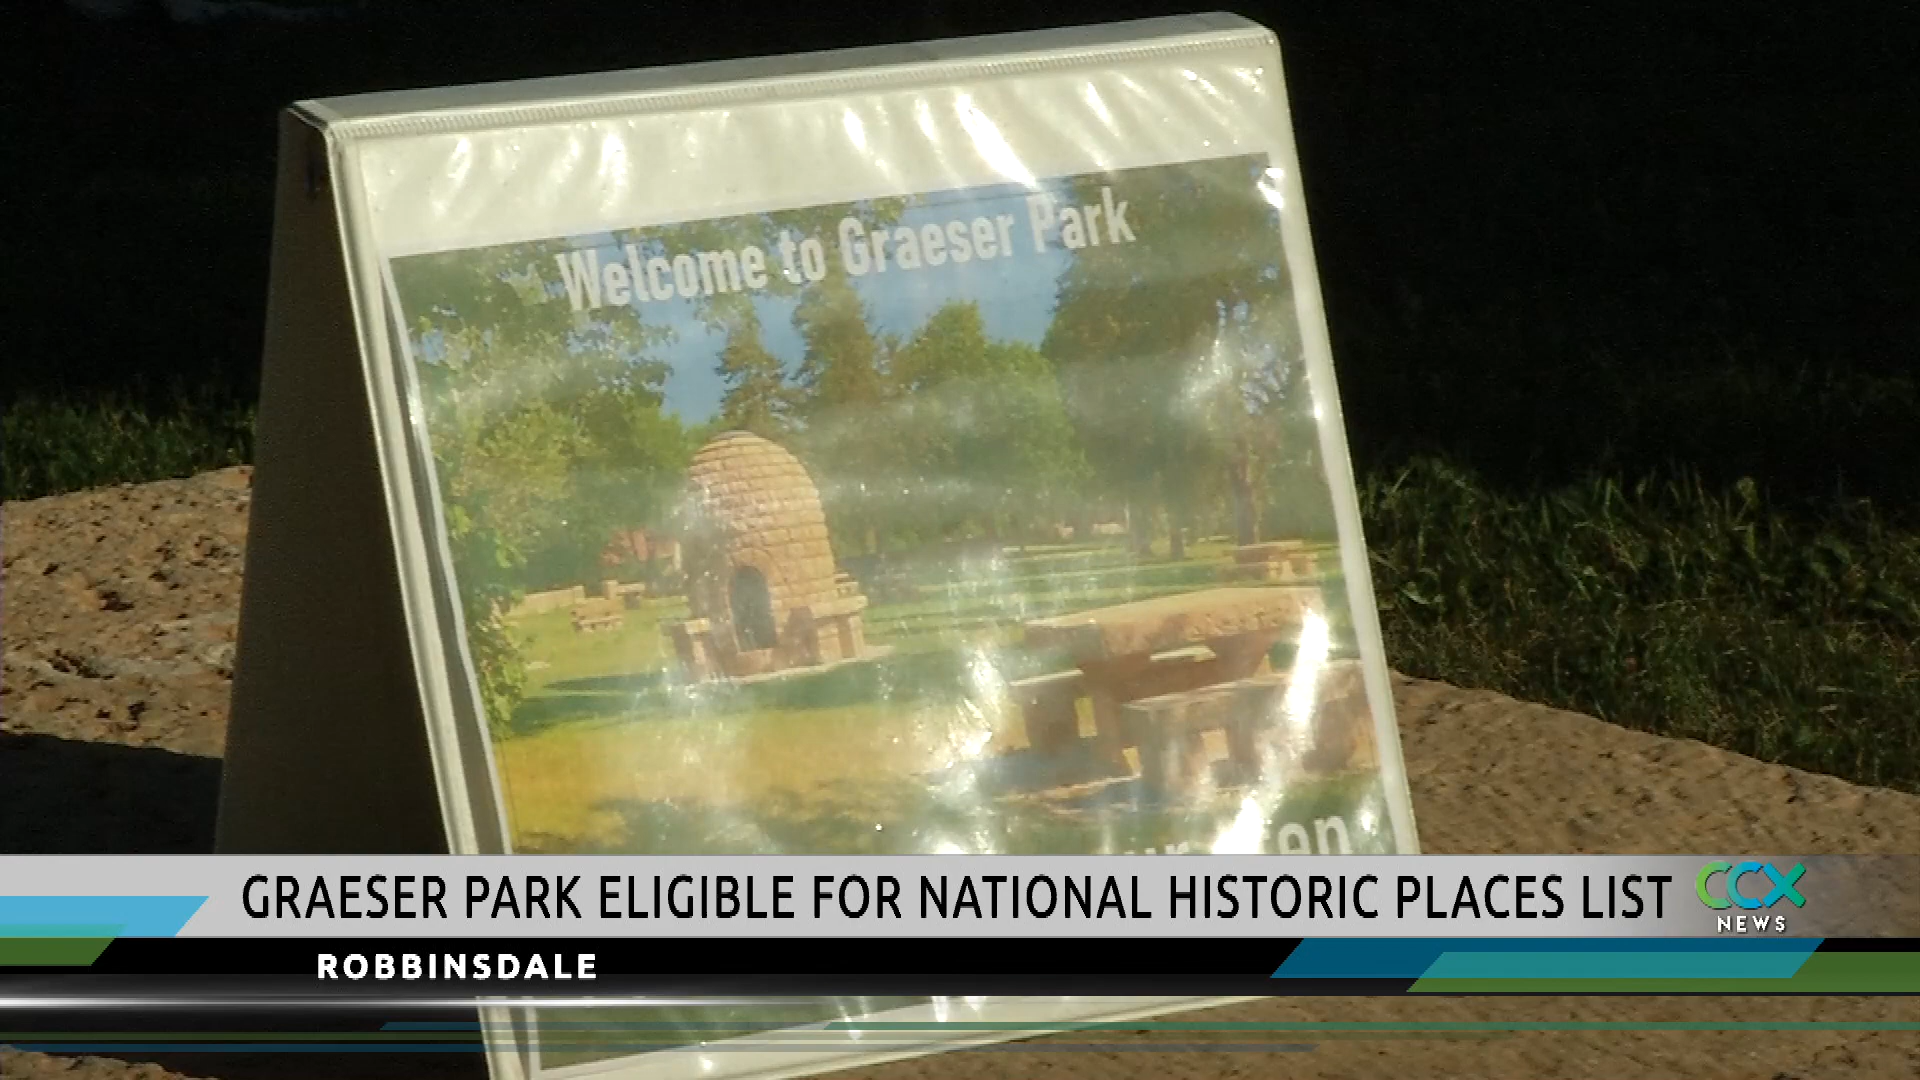 Welcome to Graeser Park
GRAESER PARK ELIGIBLE FOR NATIONAL HISTORIC PLACES LIST
CCX
NEWS
ROBBINSDALE